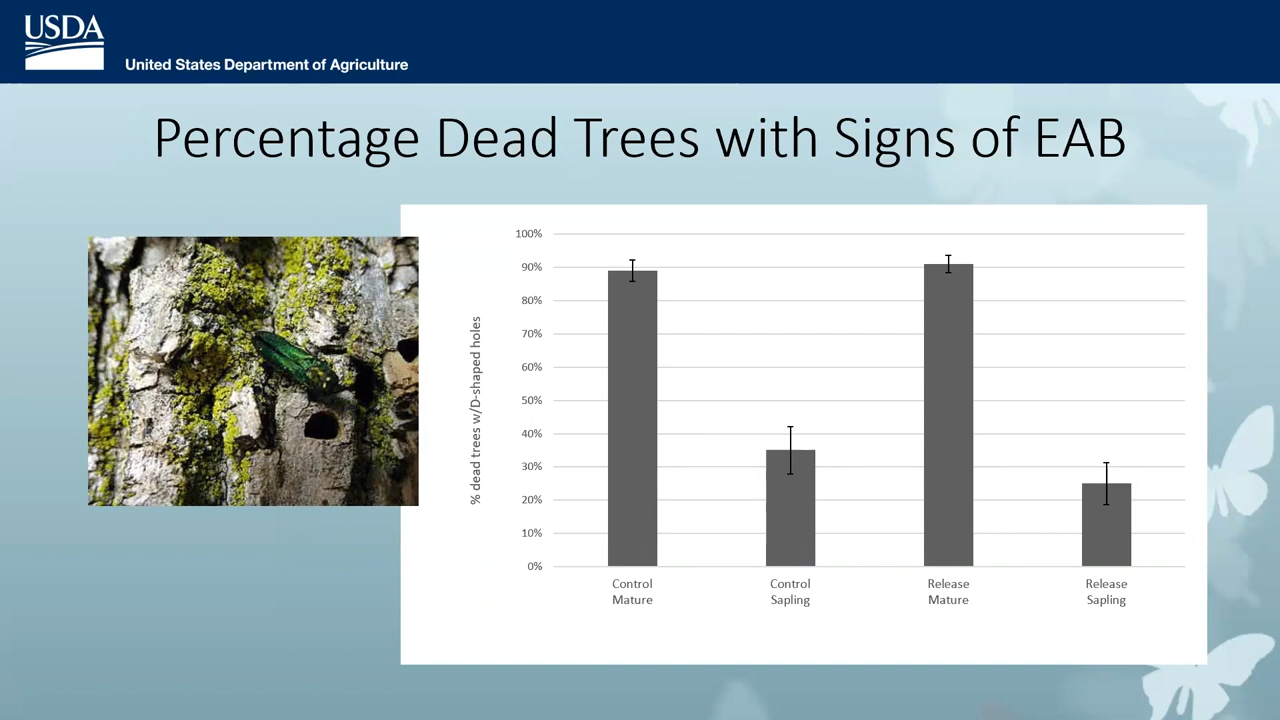 USDA
United States Department of Agriculture
Percentage Dead Trees with Signs of EAB
% dead trees w/D-shaped holes
100%
90%
80%
70%
60%
50%
40%
30%
20%
10%
0%
Control
Mature
Control
Sapling
Release
Mature
Release
Sapling